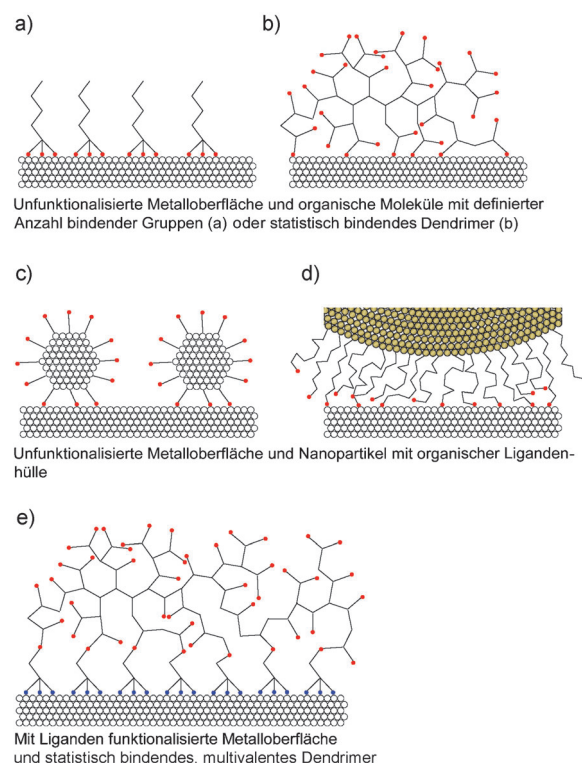 a)
b)
Unfunktionalisierte Metalloberfläche und organische Moleküle mit definierter
Anzahl bindender Gruppen (a) oder statistisch bindendes Dendrimer (b)
c)
d)
Unfunktionalisierte Metalloberfläche und Nanopartikel mit organischer Liganden-
hülle
e)
Mit Liganden funktionalisierte Metalloberfläche
und statistisch bindendes, multivalentes Dendrimer